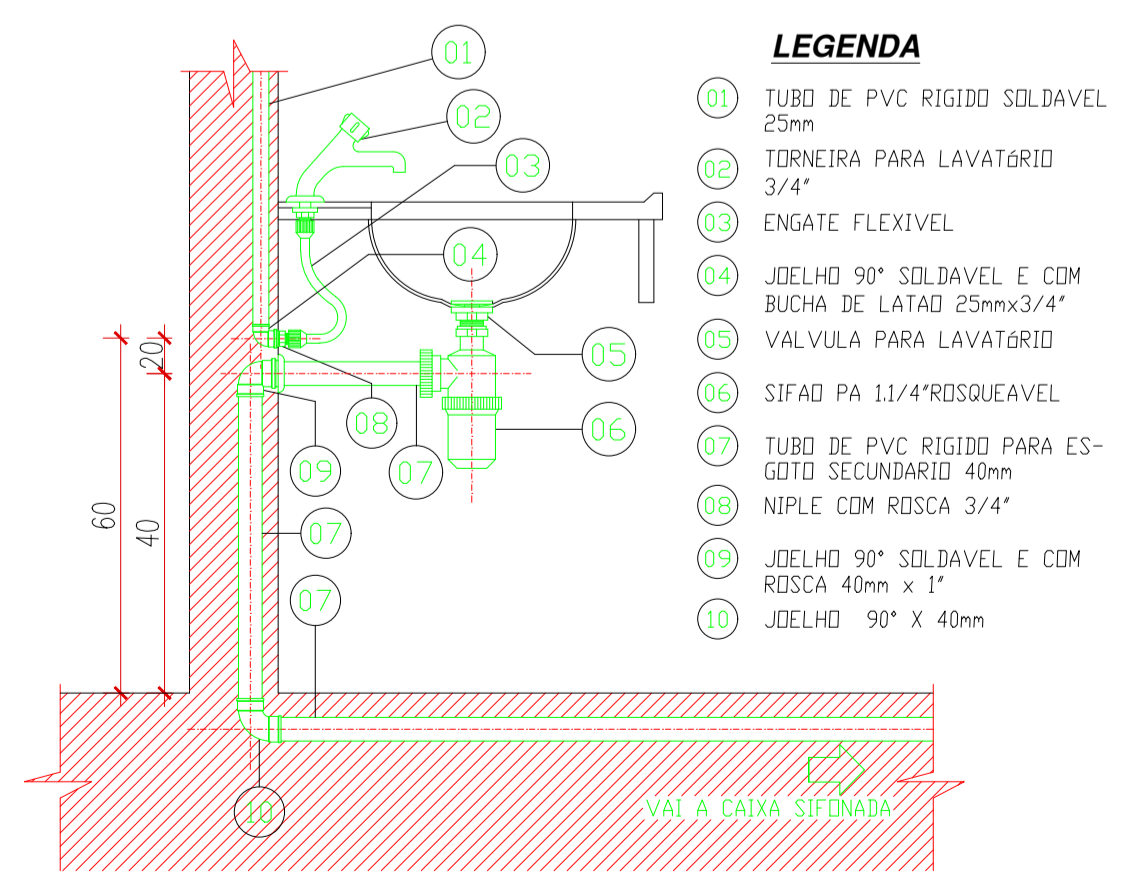 LEGENDA
01 TUBO DE PVC RIGIDO SOLDAVEL
25mm
02 TORNEIRA PARA LAVATóRIO
3/4"
03 ENGATE FLEXIVEL
04 JOELHO 90° SOLDAVEL E COM
BUCHA DE LATAO 25mmx3/4"
05 VALVULA PARA LAVATóRIO
06 SIFAO PA 1.1/4"ROSQUEAVEL
07 TUBO DE PVC RIGIDO PARA ES-
GOTO SECUNDARIO 40mm
08 NIPLE COM ROSCA 3/4"
09 JOELHO 90° SOLDAVEL E COM
ROSCA 40mm x 1"
10 JOELHO 90° X 40mm
01
02
03
04
05
20
08
06
09
07
60
40
07
07
10
VAI A CAIXA SIFONADA